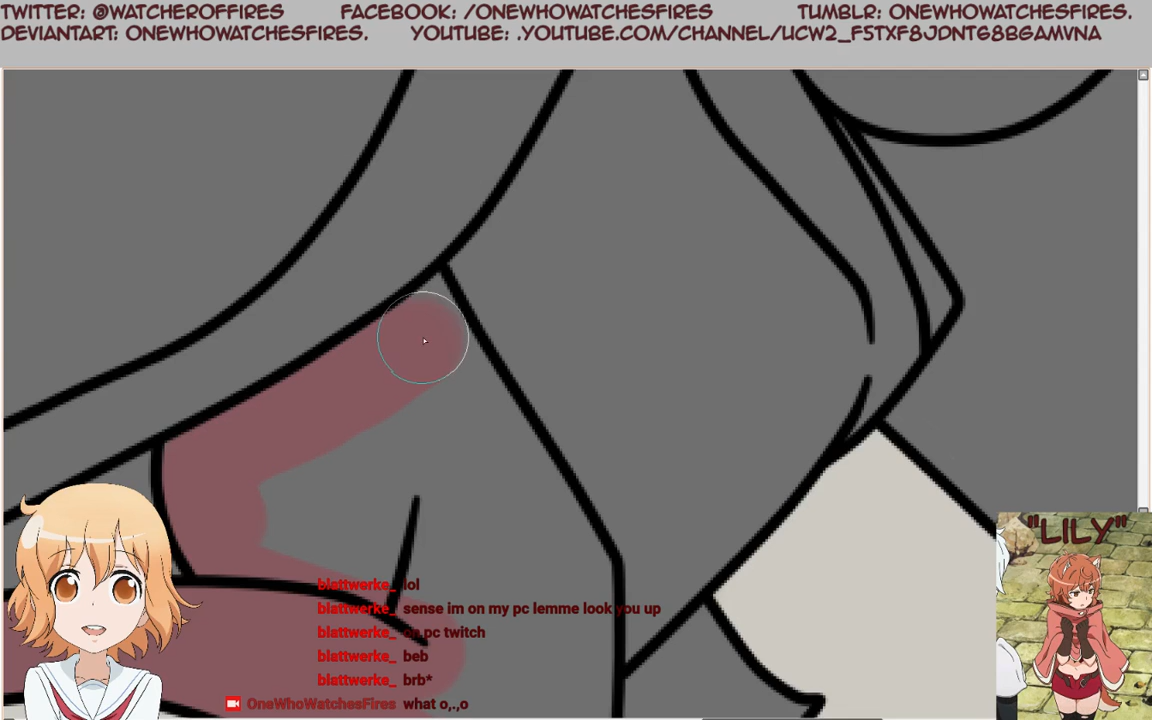 TWITTER: @WATCHEROFFIRES FACEBOOK: /ONEWHOWATCHESFIRES TUMBLR: ONEWHOWATCHESFIRES.
DEVIANTART: ONEWHOWATCHESFIRES. YOUTUBE: .YOUTUBE.COM/CHANNEL/UCW2_F5TXF8JDNTG8BGAMVNA
"LILY"
blattwerke_ lol
blattwerke_ sense im on my pc lemme look you up
blattwerke_ on pc twitch
blattwerke_ beb
blattwerke_ brb*
OneWhoWatchesFires what o,.,o